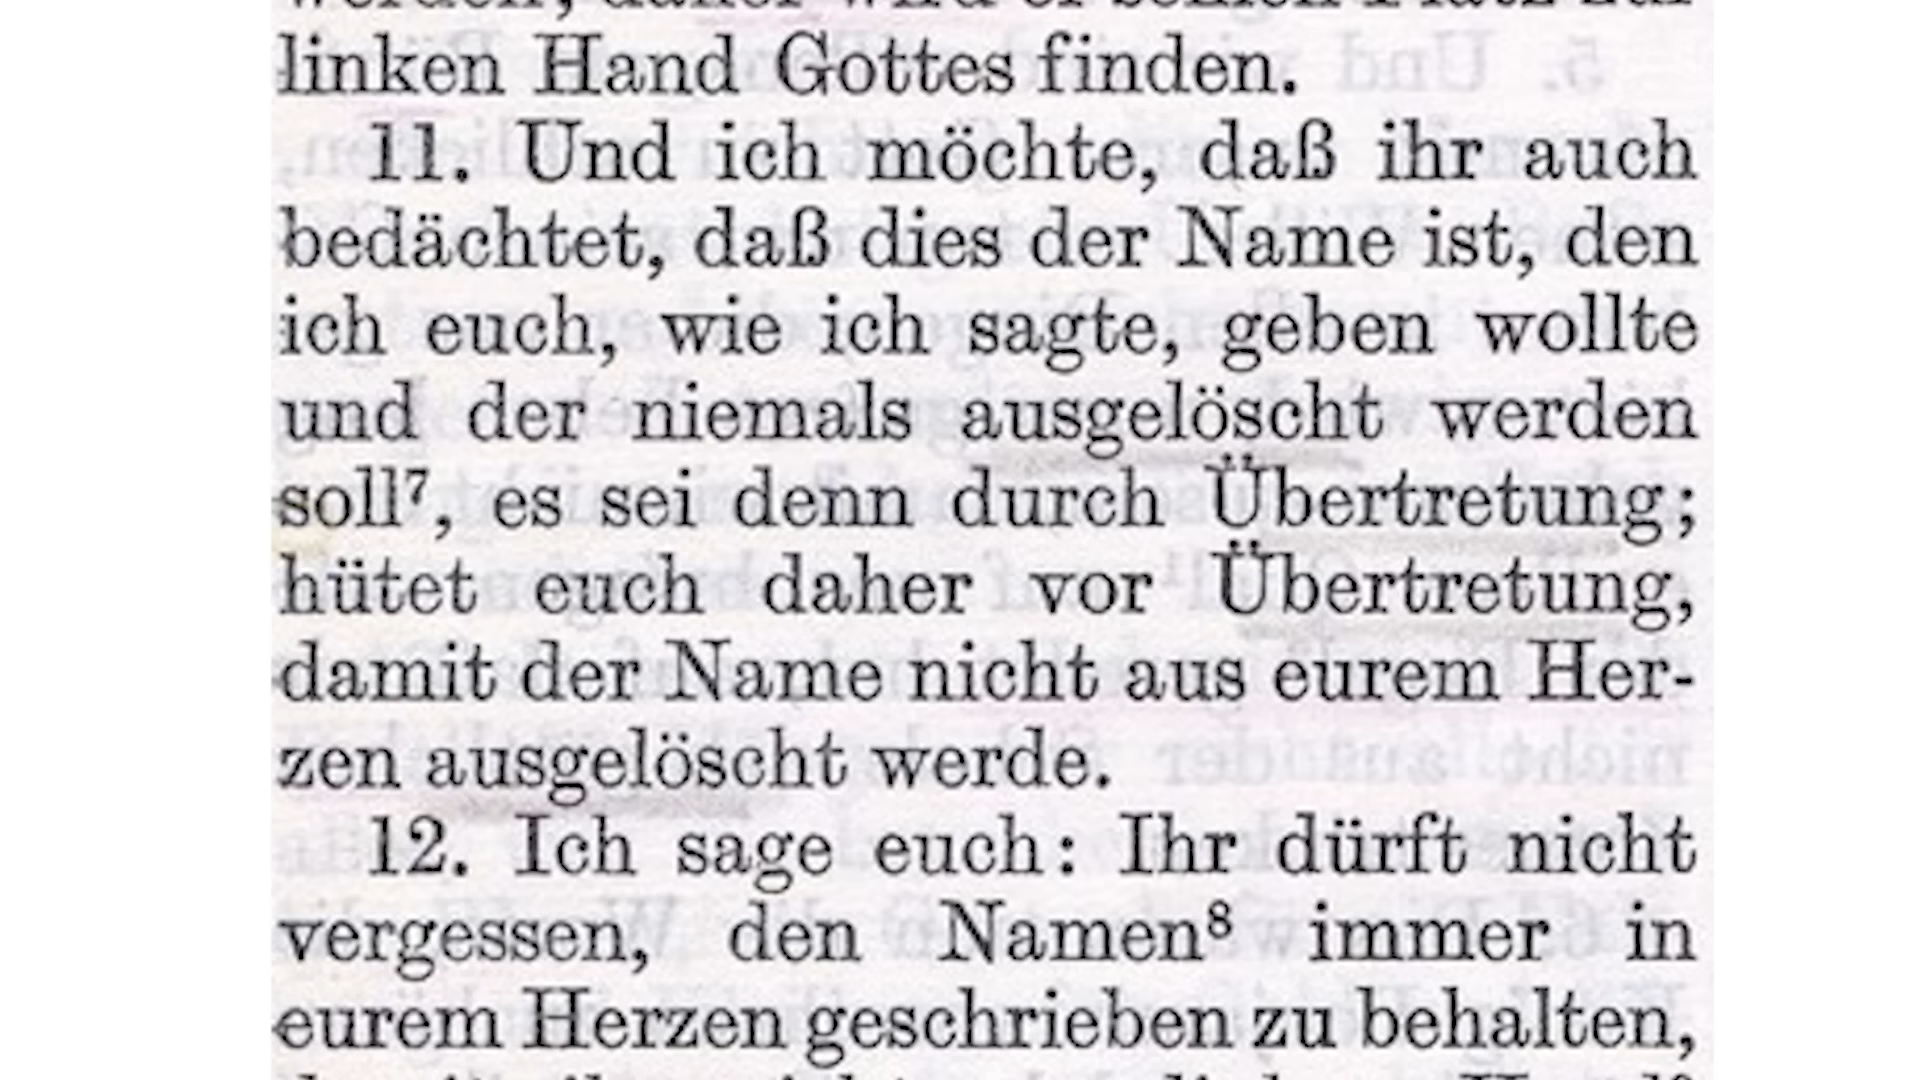 linken Hand Gottes finden.
11. Und ich möchte, daß ihr auch
bedächtet, daß dies der Name ist, den
ich euch, wie ich sagte, geben wollte
und der niemals ausgelöscht werden
soll⁷, es sei denn durch Übertretung;
hütet euch daher vor Übertretung,
damit der Name nicht aus eurem Her-
zen ausgelöscht werde.
12. Ich sage euch: Ihr dürft nicht
vergessen, den Namen⁸ immer in
eurem Herzen geschrieben zu behalten,